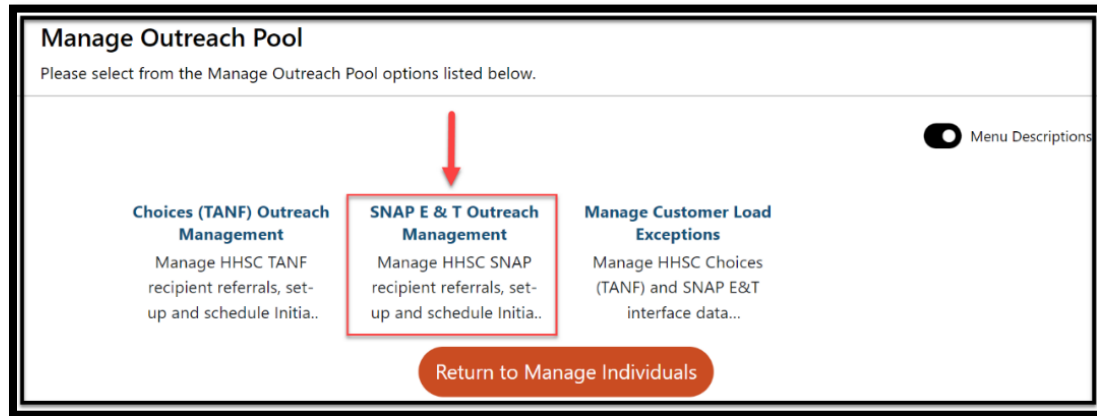 Manage Outreach Pool
Please select from the Manage Outreach Pool options listed below.
Menu Descriptions
Choices (TANF) Outreach
Management
Manage HHSC TANF
recipient referrals, set-
up and schedule Initia..
SNAP E & T Outreach
Management
Manage HHSC SNAP
recipient referrals, set-
up and schedule Initia..
Manage Customer Load
Exceptions
Manage HHSC Choices
(TANF) and SNAP E&T
interface data...
Return to Manage Individuals